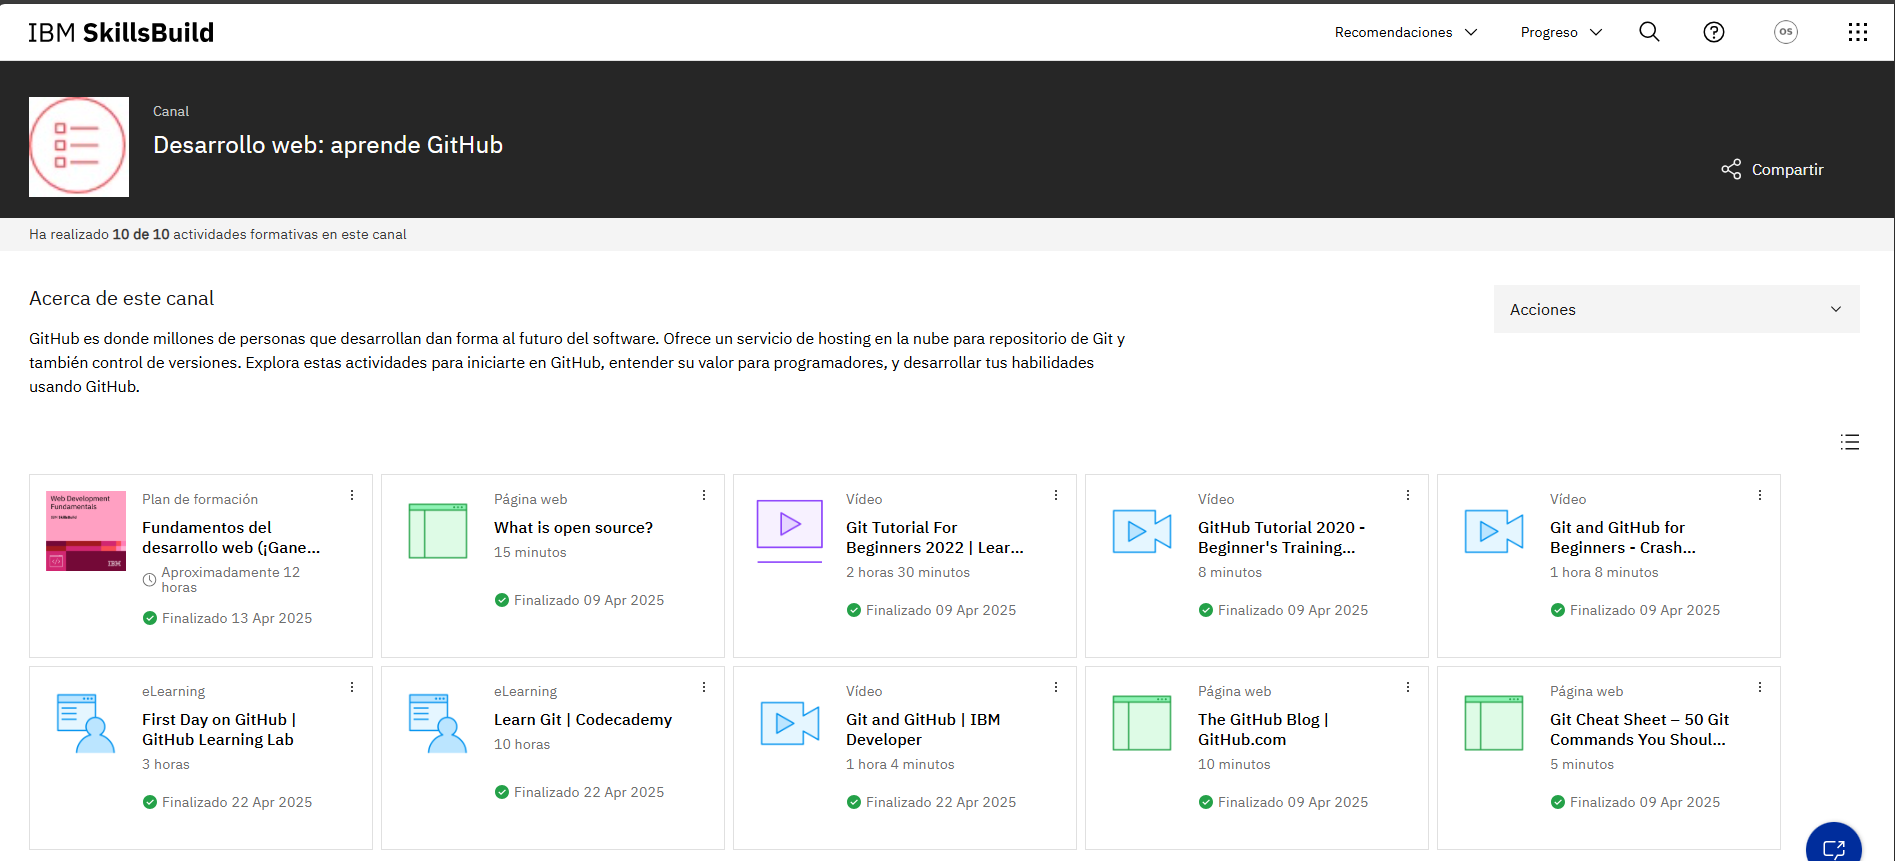 IBM SkillsBuild
Recomendaciones
Progreso
OS
Canal
Desarrollo web: aprende GitHub
Compartir
Ha realizado 10 de 10 actividades formativas en este canal
Acerca de este canal
Acciones
GitHub es donde millones de personas que desarrollan dan forma al futuro del software. Ofrece un servicio de hosting en la nube para repositorio de Git y
también control de versiones. Explora estas actividades para iniciarte en GitHub, entender su valor para programadores, y desarrollar tus habilidades
usando GitHub.
Web Development
Fundamentals
IBM SkillsBuild
IBM
Plan de formación
Fundamentos del
desarrollo web (¡Gane...
Aproximadamente 12
horas
Finalizado 13 Apr 2025
Página web
What is open source?
15 minutos
Finalizado 09 Apr 2025
Vídeo
Git Tutorial For
Beginners 2022 | Lear...
2 horas 30 minutos
Finalizado 09 Apr 2025
Vídeo
GitHub Tutorial 2020 -
Beginner's Training...
8 minutos
Finalizado 09 Apr 2025
Vídeo
Git and GitHub for
Beginners - Crash...
1 hora 8 minutos
Finalizado 09 Apr 2025
eLearning
First Day on GitHub |
GitHub Learning Lab
3 horas
Finalizado 22 Apr 2025
eLearning
Learn Git | Codecademy
10 horas
Finalizado 22 Apr 2025
Vídeo
Git and GitHub | IBM
Developer
1 hora 4 minutos
Finalizado 22 Apr 2025
Página web
The GitHub Blog |
GitHub.com
10 minutos
Finalizado 09 Apr 2025
Página web
Git Cheat Sheet – 50 Git
Commands You Shoul...
5 minutos
Finalizado 09 Apr 2025